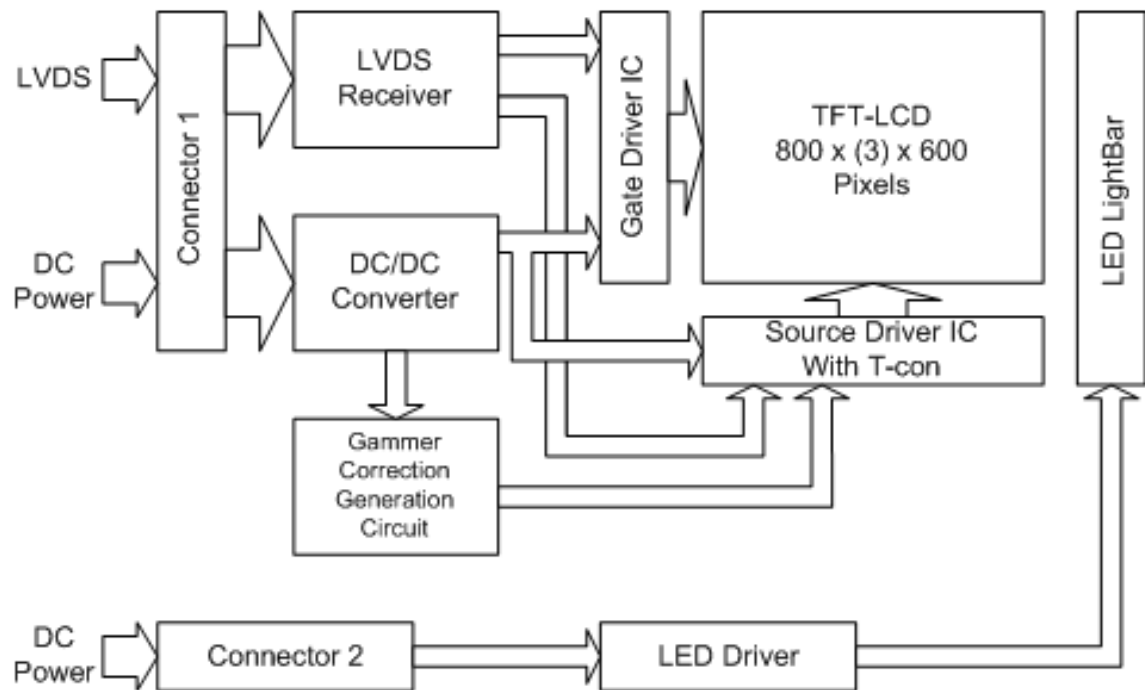 LVDS
Connector 1
LVDS
Receiver
Gate Driver IC
TFT-LCD
800 x (3) x 600
Pixels
LED LightBar
DC
Power
DC/DC
Converter
Source Driver IC
With T-con
Gammer
Correction
Generation
Circuit
DC
Power
Connector 2
LED Driver